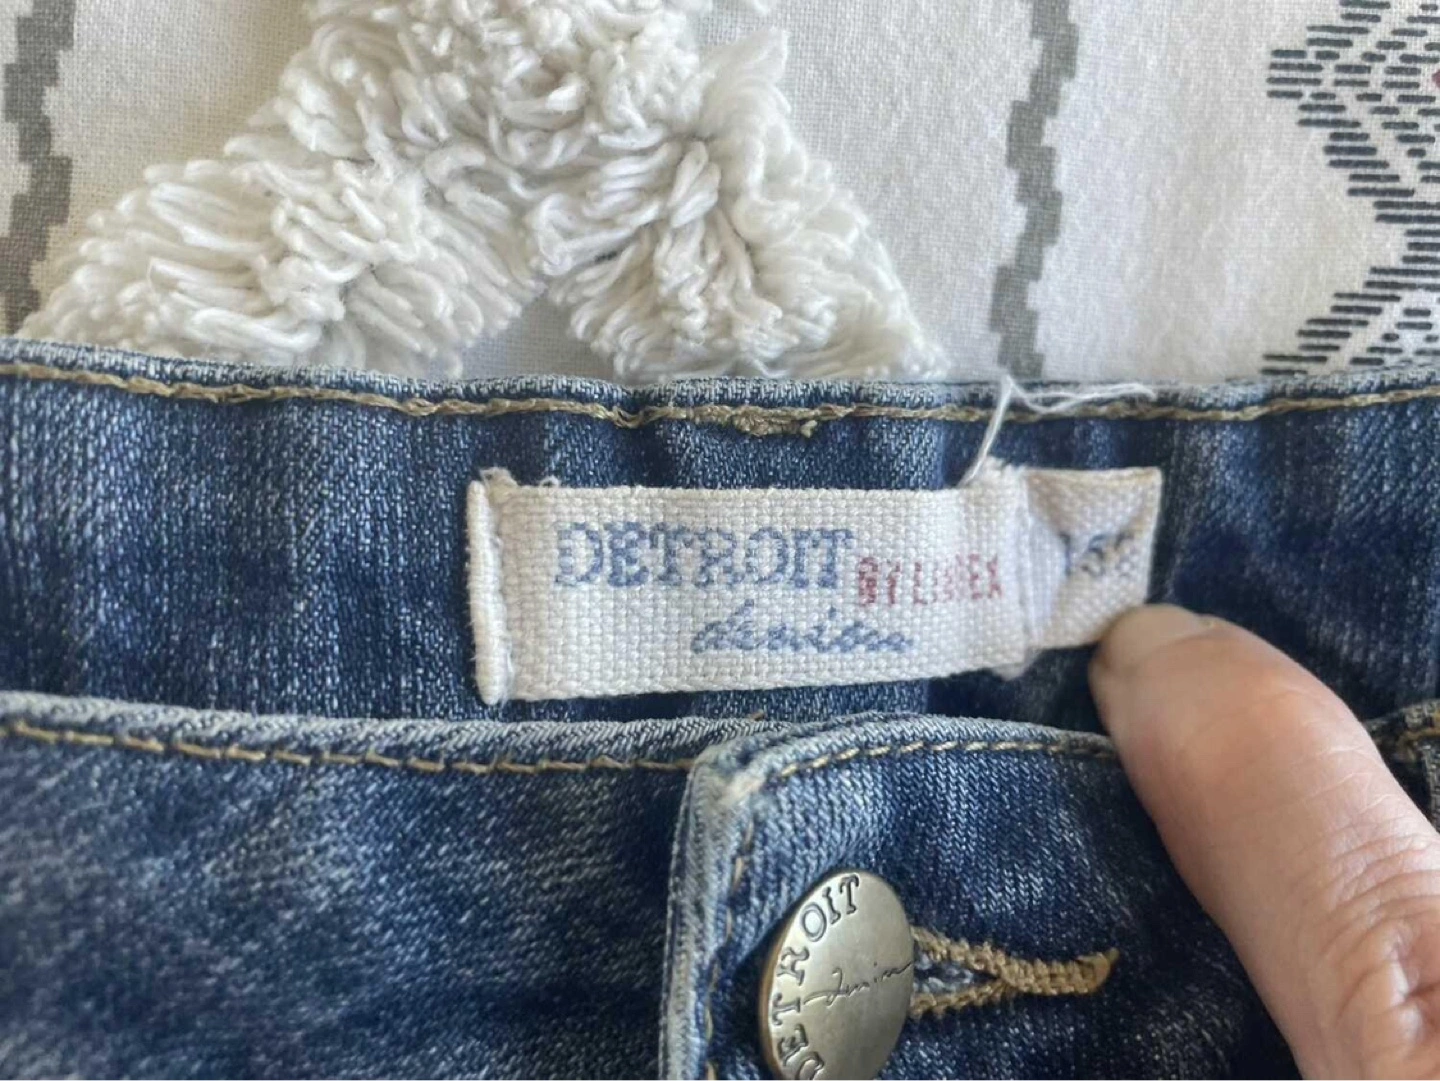 DETROIT
BY LINDEX
denim
DETROIT
denim